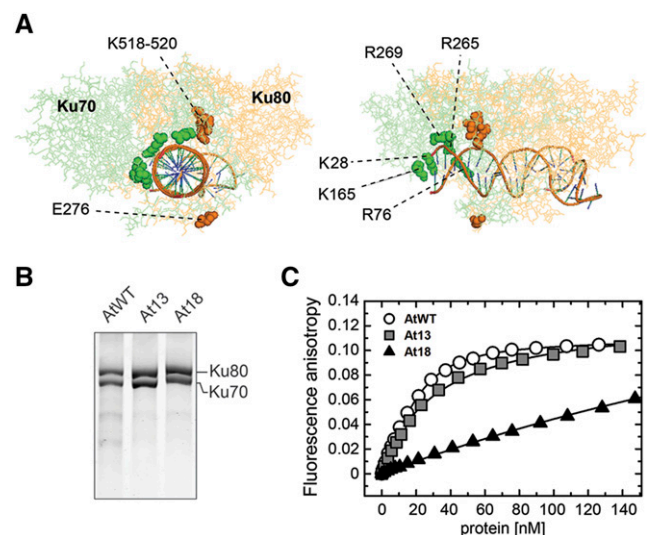 A
K518-520
Ku70
Ku80
E276
R269
R265
K28
K165
R76
B
AtWT
At13
At18
Ku80
Ku70
C
AtWT
At13
At18
Fluorescence anisotropy
0.14
0.12
0.10
0.08
0.06
0.04
0.02
0
0 20 40 60 80 100 120 140
protein [nM]